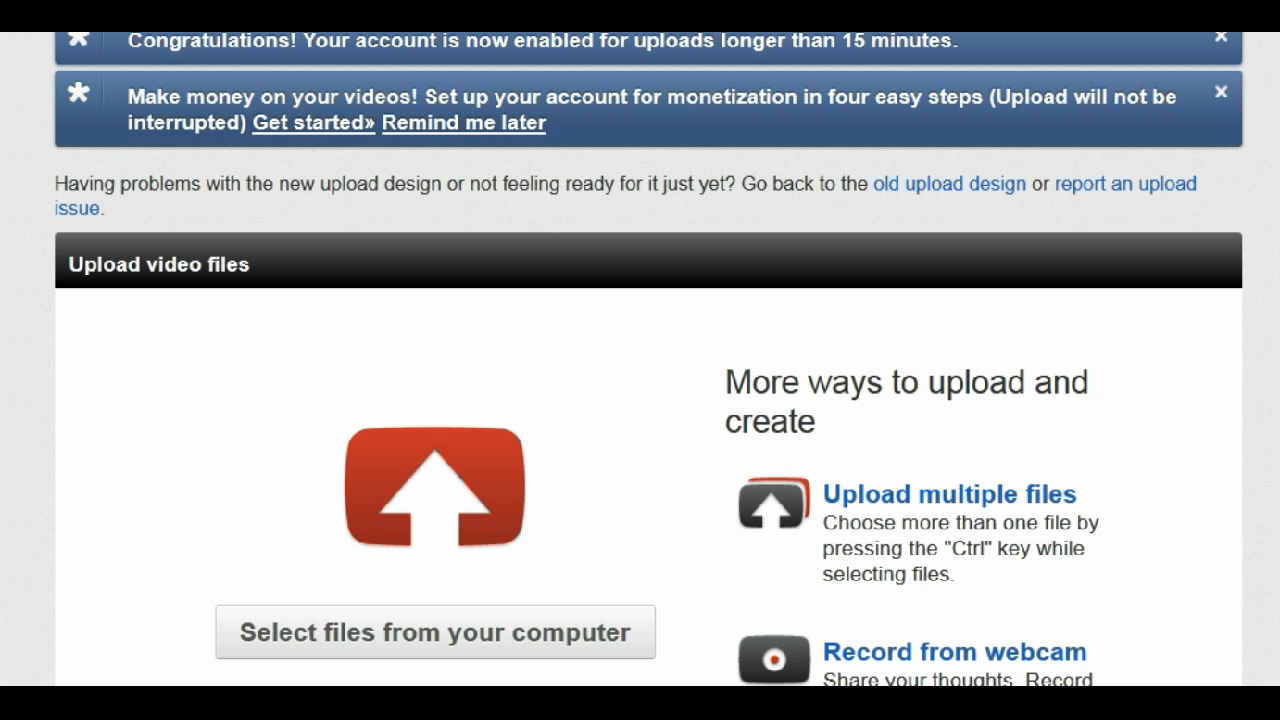 Congratulations! Your account is now enabled for uploads longer than 15 minutes.
Make money on your videos! Set up your account for monetization in four easy steps (Upload will not be
interrupted) Get started» Remind me later
Having problems with the new upload design or not feeling ready for it just yet? Go back to the old upload design or report an upload
issue.
Upload video files
More ways to upload and
create
Upload multiple files
Choose more than one file by
pressing the "Ctrl" key while
selecting files.
Select files from your computer
Record from webcam
Share your thoughts. Record